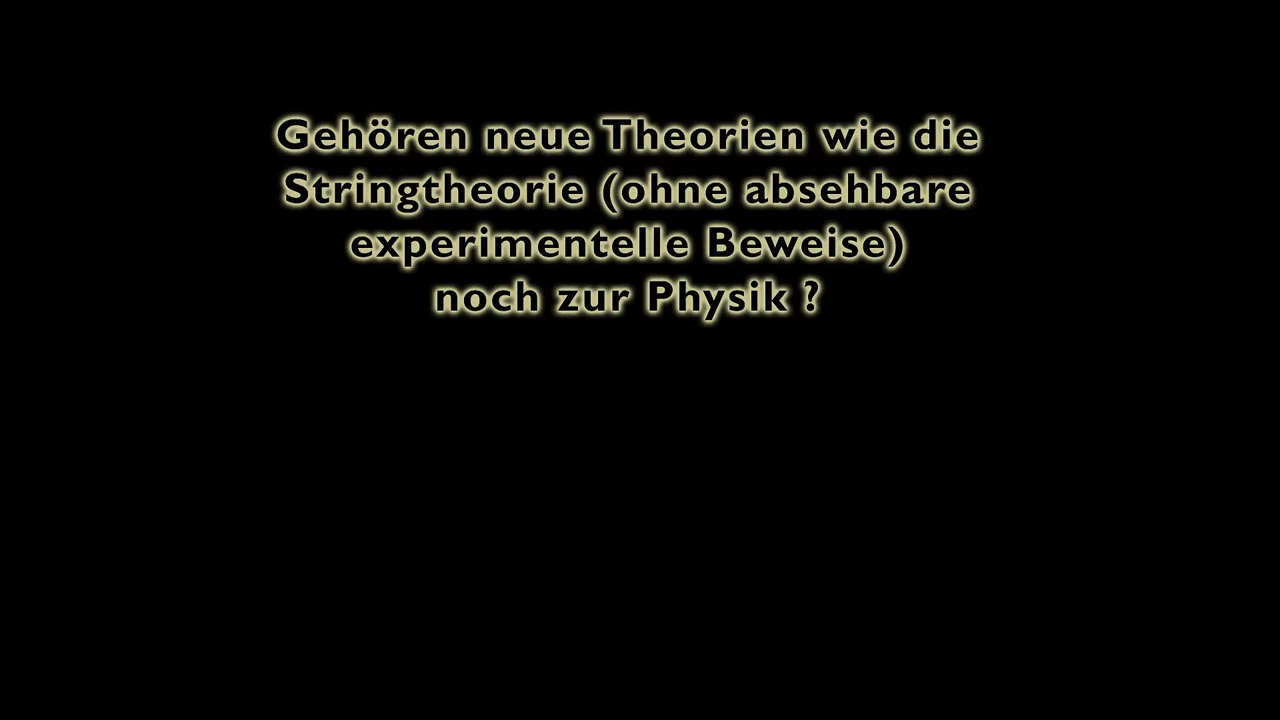 Gehören neue Theorien wie die
Stringtheorie (ohne absehbare
experimentelle Beweise)
noch zur Physik ?